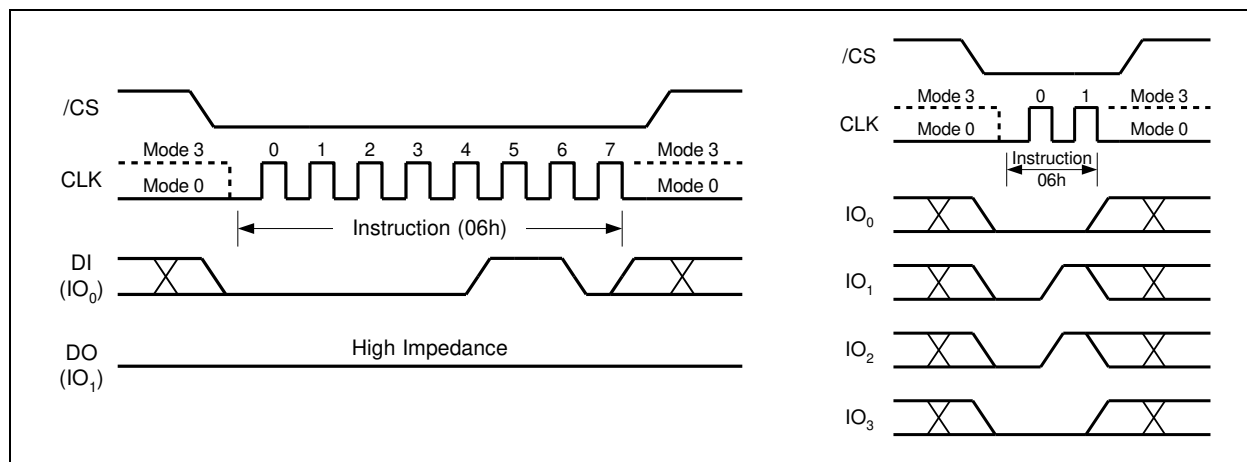 /CS
Mode 3 0 1 2 3 4 5 6 7 Mode 3
CLK
Mode 0 Mode 0
Instruction (06h)
DI
(IO0)
High Impedance
DO
(IO1)
/CS
Mode 3 0 1 Mode 3
CLK
Mode 0 Mode 0
Instruction
06h
IO0
IO1
IO2
IO3